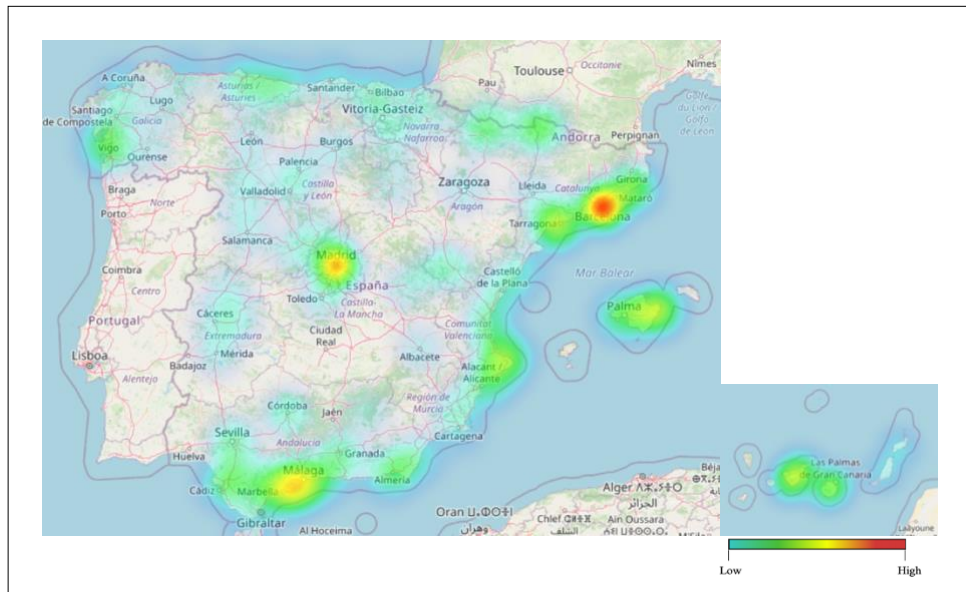 Toulouse
Occitanie
Nîmes
A Coruña
Asturias /
Asturies
Santander
Bilbao
Pau
Golfe
du Lion /
Golfo
de León
Lugo
Vitoria-Gasteiz
Santiago
de Compostela
Galicia
Navarra
Nafarroa
Andorra
Perpignan
León
Burgos
Vigo
Ourense
Palencia
Girona
Braga
Valladolid
Castilla
y León
Zaragoza
Lleida
Catalunya
Mataró
Norte
Porto
Aragón
Tarragona
Barcelona
Salamanca
Madrid
Coimbra
España
Castelló
de la Plana
Mar Balear
Centro
Toledo
Castilla-
La Mancha
Palma
Cáceres
Portugal
Extremadura
Ciudad
Real
Comunitat
Valenciana
Lisboa
Mérida
Albacete
Badajoz
Alacant /
Alicante
Alentejo
Córdoba
Jaén
Región de
Murcia
Sevilla
Andalucía
Cartagena
Huelva
Granada
Málaga
Almería
Cádiz
Marbella
Gibraltar
Al Hoceima
Oran
وهران
Alger
الجزائر
Chlef
الشلف
Ain Oussara
Béja
Las Palmas
de Gran Canaria
Laâyoune
Low
High